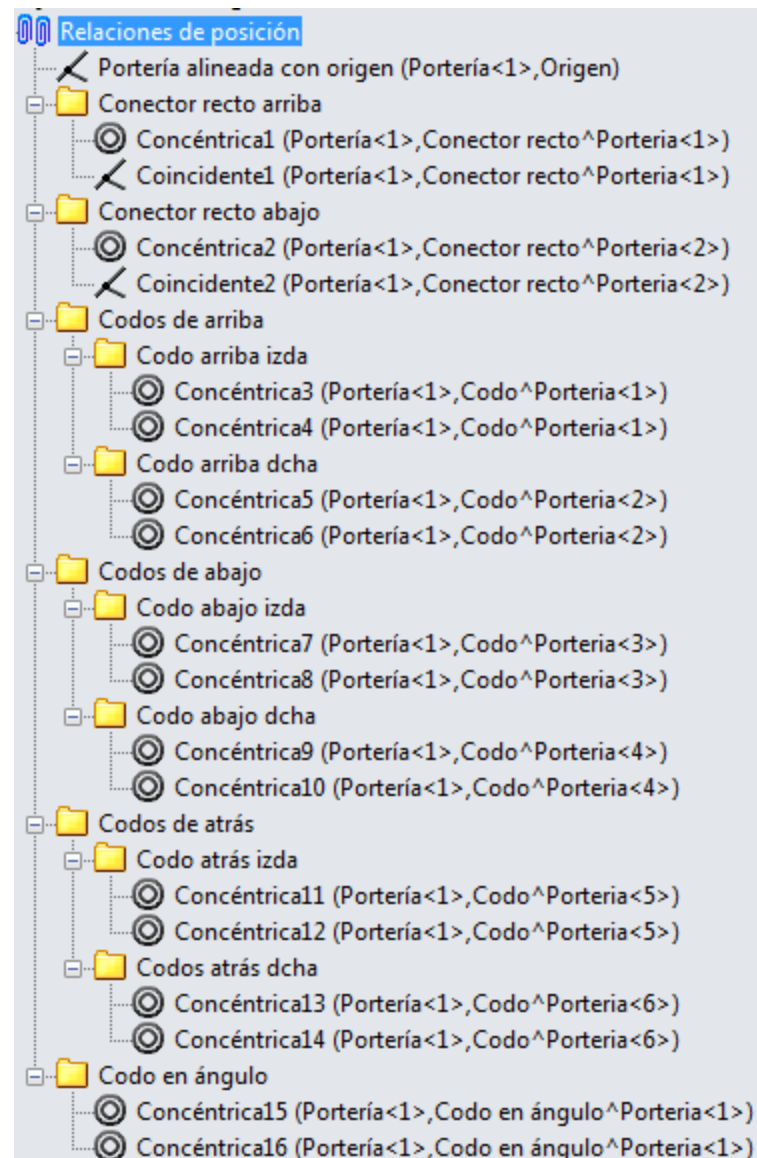 Relaciones de posición
Portería alineada con origen (Portería<1>,Origen)
Conector recto arriba
Concéntrica1 (Portería<1>,Conector recto^Porteria<1>)
Coincidente1 (Portería<1>,Conector recto^Porteria<1>)
Conector recto abajo
Concéntrica2 (Portería<1>,Conector recto^Porteria<2>)
Coincidente2 (Portería<1>,Conector recto^Porteria<2>)
Codos de arriba
Codo arriba izda
Concéntrica3 (Portería<1>,Codo^Porteria<1>)
Concéntrica4 (Portería<1>,Codo^Porteria<1>)
Codo arriba dcha
Concéntrica5 (Portería<1>,Codo^Porteria<2>)
Concéntrica6 (Portería<1>,Codo^Porteria<2>)
Codos de abajo
Codo abajo izda
Concéntrica7 (Portería<1>,Codo^Porteria<3>)
Concéntrica8 (Portería<1>,Codo^Porteria<3>)
Codo abajo dcha
Concéntrica9 (Portería<1>,Codo^Porteria<4>)
Concéntrica10 (Portería<1>,Codo^Porteria<4>)
Codos de atrás
Codo atrás izda
Concéntrica11 (Portería<1>,Codo^Porteria<5>)
Concéntrica12 (Portería<1>,Codo^Porteria<5>)
Codos atrás dcha
Concéntrica13 (Portería<1>,Codo^Porteria<6>)
Concéntrica14 (Portería<1>,Codo^Porteria<6>)
Codo en ángulo
Concéntrica15 (Portería<1>,Codo en ángulo^Porteria<1>)
Concéntrica16 (Portería<1>,Codo en ángulo^Porteria<1>)